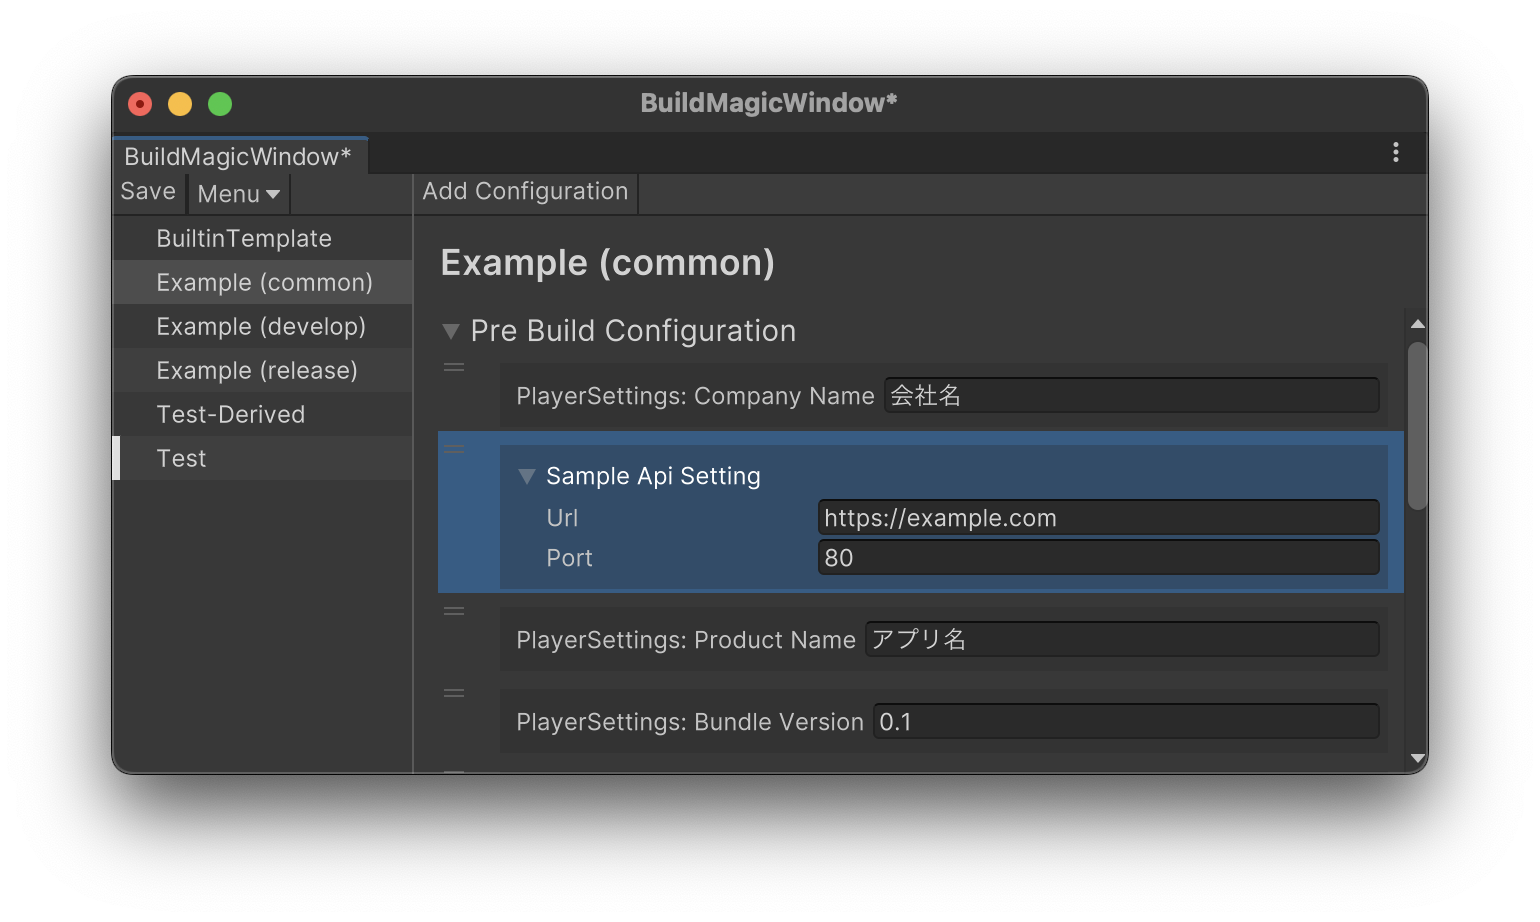 BuildMagicWindow*
BuildMagicWindow*
Save Menu Add Configuration
BuiltinTemplate
Example (common)
Example (develop)
Example (release)
Test-Derived
Test
Example (common)
Pre Build Configuration
PlayerSettings: Company Name 会社名
Sample Api Setting
Url https://example.com
Port 80
PlayerSettings: Product Name アプリ名
PlayerSettings: Bundle Version 0.1